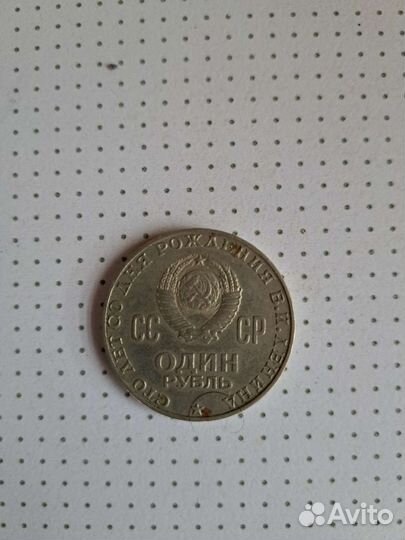 СТО ЛЕТ СО ДНЯ РОЖДЕНИЯ В.И.ЛЕНИНА
СС СР
ОДИН
РУБЛЬ
Avito